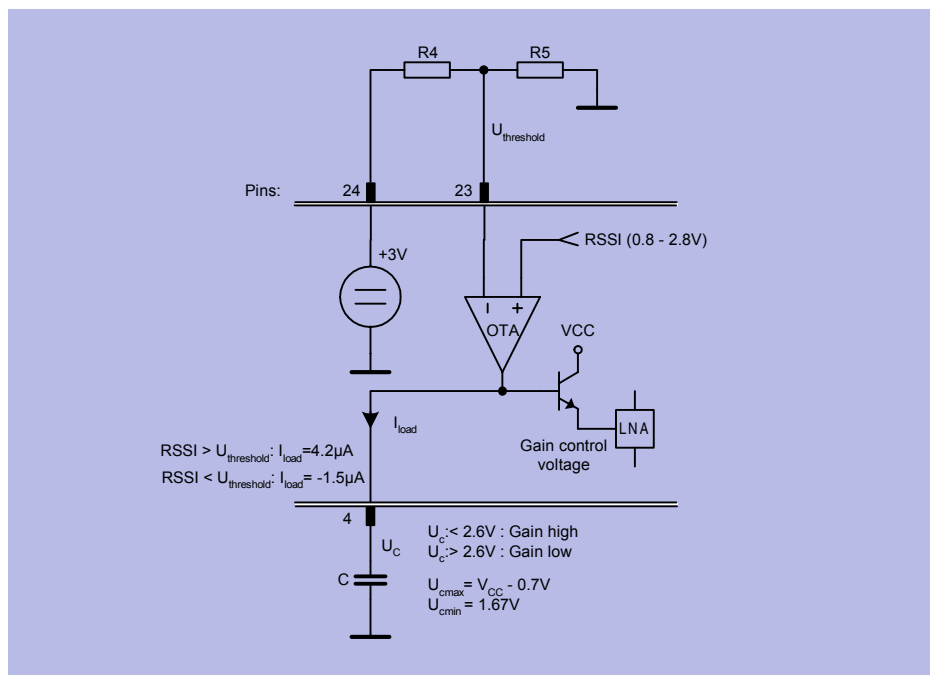 R4
R5
Uthreshold
Pins:
24
23
RSSI (0.8 - 2.8V)
+3V
OTA
VCC
Iload
LNA
Gain control
voltage
RSSI > Uthreshold: Iload=4.2µA
RSSI < Uthreshold: Iload= -1.5µA
4
UC
Uc:< 2.6V : Gain high
Uc:> 2.6V : Gain low
C
Ucmax= VCC - 0.7V
Ucmin = 1.67V